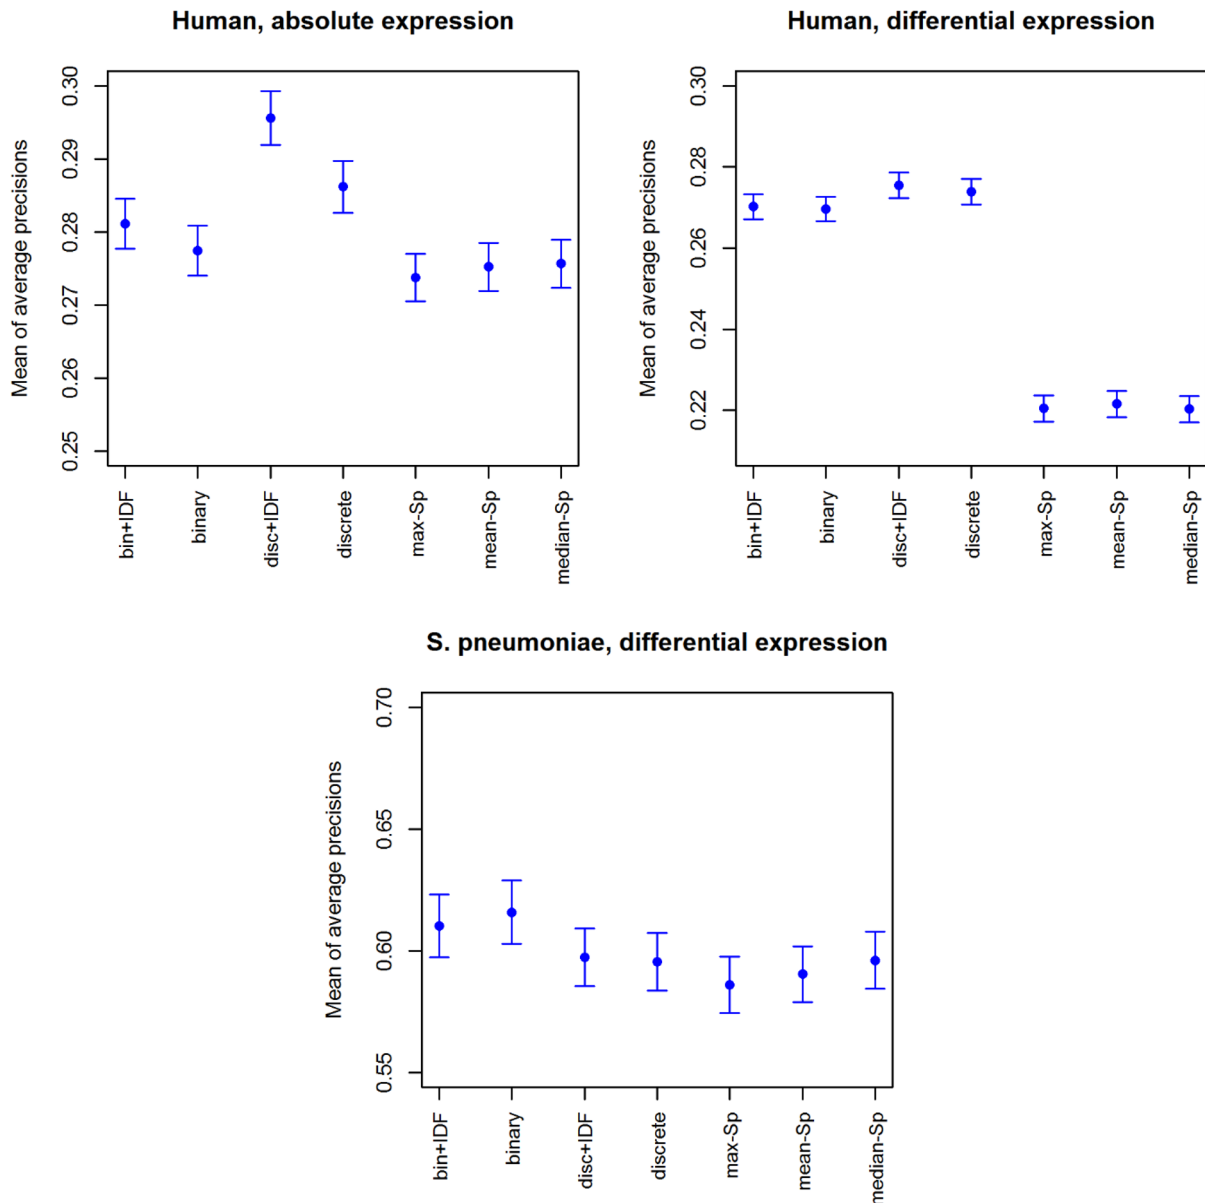 Human, absolute expression
Mean of average precisions
0.30
0.29
0.28
0.27
0.26
0.25
bin+IDF
binary
disc+IDF
discrete
max-Sp
mean-Sp
median-Sp
Human, differential expression
Mean of average precisions
0.30
0.28
0.26
0.24
0.22
bin+IDF
binary
disc+IDF
discrete
max-Sp
mean-Sp
median-Sp
S. pneumoniae, differential expression
Mean of average precisions
0.70
0.65
0.60
0.55
bin+IDF
binary
disc+IDF
discrete
max-Sp
mean-Sp
median-Sp